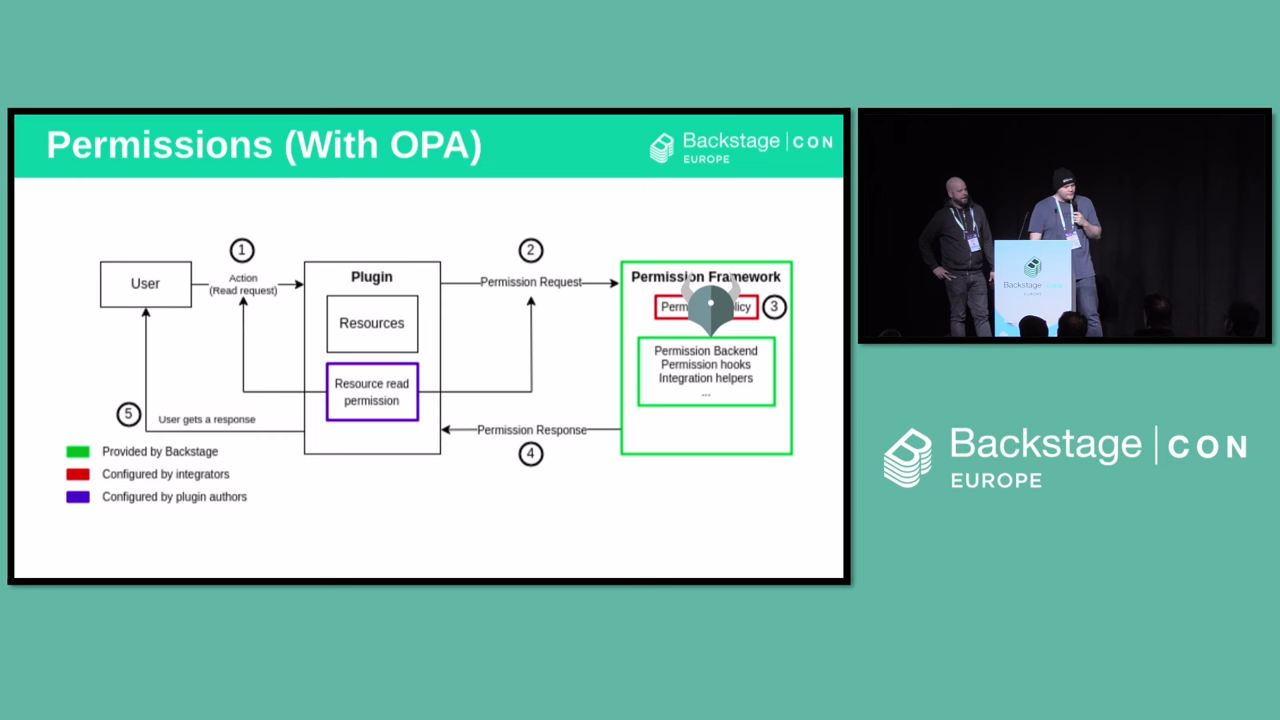 Permissions (With OPA)
Backstage | CON
EUROPE
1
2
User
Action
(Read request)
Plugin
Permission Request
Permission Framework
Resources
3
Permission Backend
Permission hooks
Integration helpers
...
Resource read
permission
5
User gets a response
Permission Response
4
Provided by Backstage
Configured by integrators
Configured by plugin authors
Backstage
Backstage | CON
EUROPE